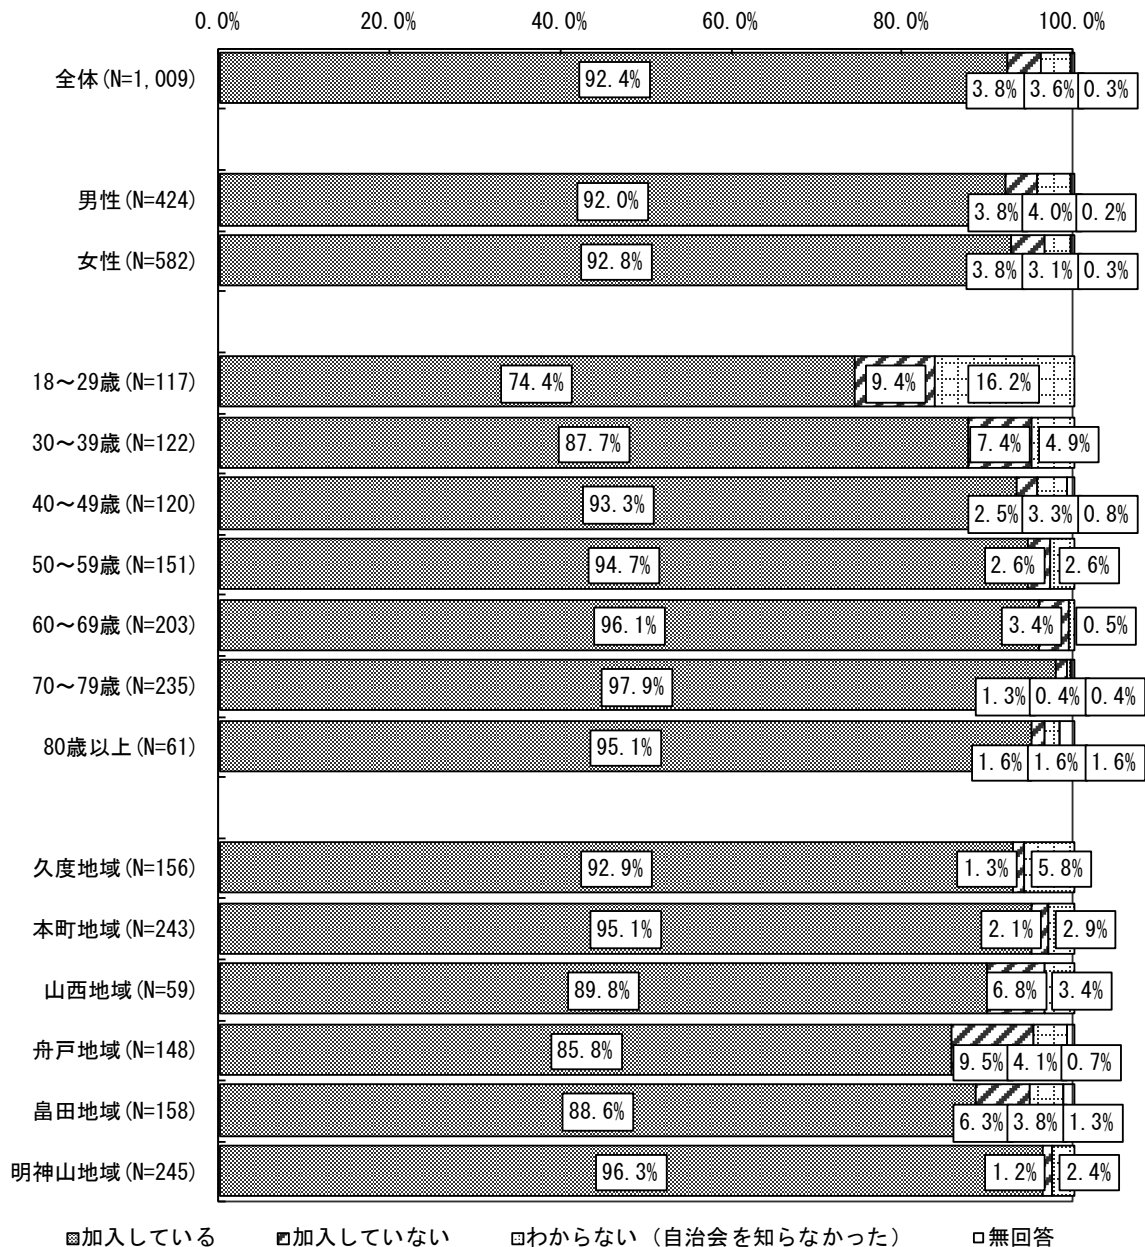 0.0% 20.0% 40.0% 60.0% 80.0% 100.0%
全体(N=1,009) 92.4% 3.8% 3.6% 0.3%
男性(N=424) 92.0% 3.8% 4.0% 0.2%
女性(N=582) 92.8% 3.8% 3.1% 0.3%
18～29歳(N=117) 74.4% 9.4% 16.2%
30～39歳(N=122) 87.7% 7.4% 4.9%
40～49歳(N=120) 93.3% 2.5% 3.3% 0.8%
50～59歳(N=151) 94.7% 2.6% 2.6%
60～69歳(N=203) 96.1% 3.4% 0.5%
70～79歳(N=235) 97.9% 1.3% 0.4% 0.4%
80歳以上(N=61) 95.1% 1.6% 1.6% 1.6%
久度地域(N=156) 92.9% 1.3% 5.8%
本町地域(N=243) 95.1% 2.1% 2.9%
山西地域(N=59) 89.8% 6.8% 3.4%
舟戸地域(N=148) 85.8% 9.5% 4.1% 0.7%
畠田地域(N=158) 88.6% 6.3% 3.8% 1.3%
明神山地域(N=245) 96.3% 1.2% 2.4%
加入している 加入していない わからない（自治会を知らなかった） 無回答